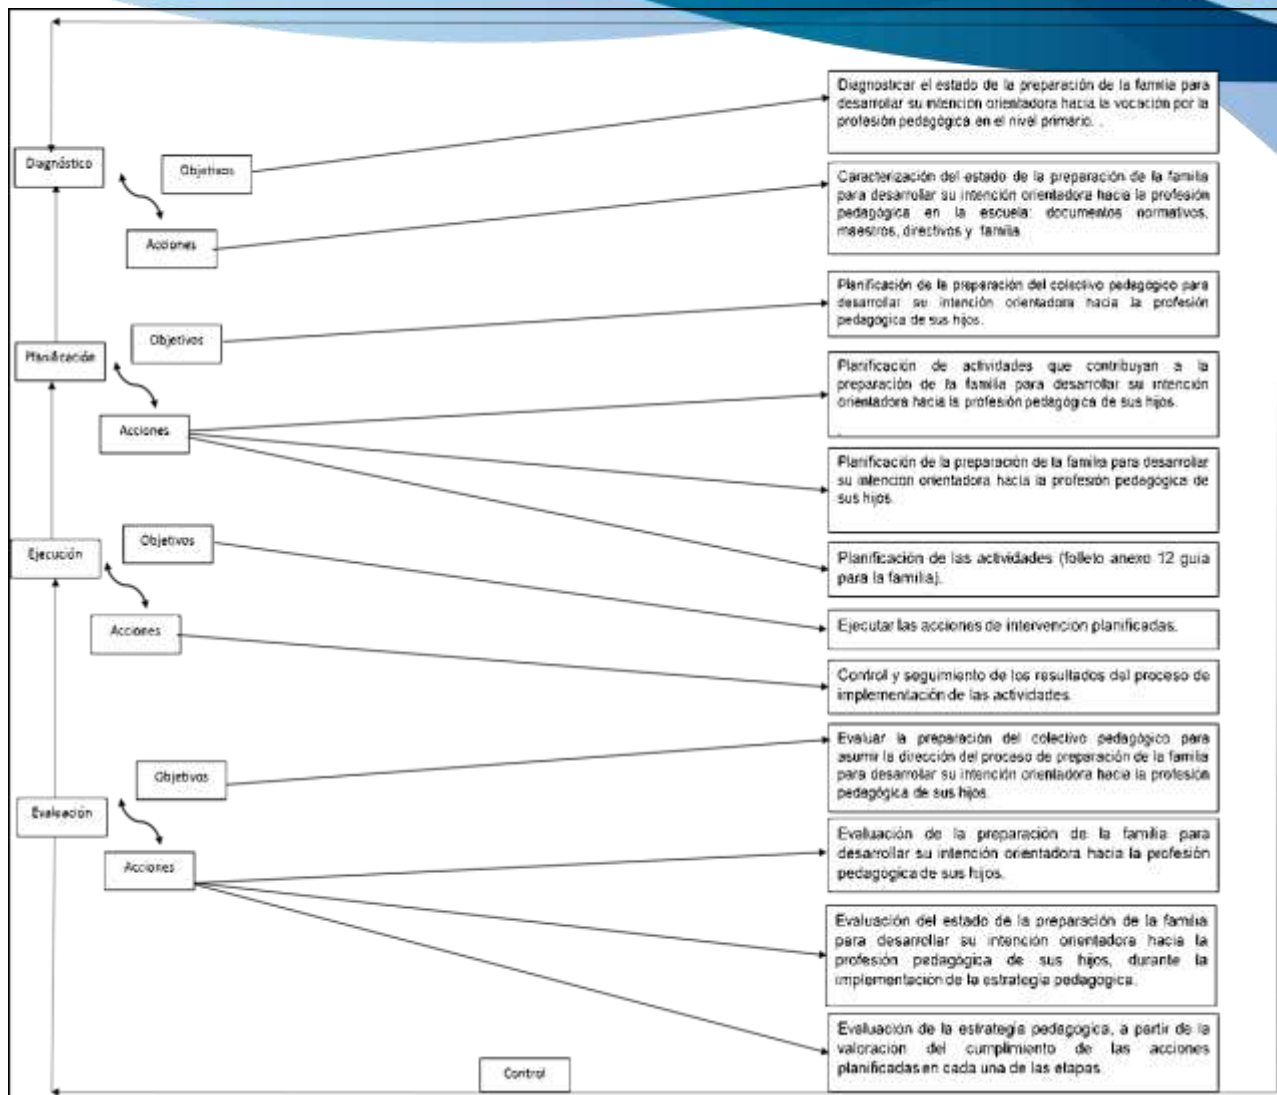 Diagnosticar el estado de la preparación de la familia para
desarrollar su intención orientadora hacia la vocación por la
profesión pedagógica en el nivel primario. .
Diagnóstico
Objetivos
Caracterización del estado de la preparación de la familia
para desarrollar su intención orientadora hacia la profesión
pedagógica en la escuela: documentos normativos,
maestros, directivos y familia.
Acciones
Planificación de la preparación del colectivo pedagógico para
desarrollar su intención orientadora hacia la profesión
pedagógica de sus hijos.
Objetivos
Planificación
Planificación de actividades que contribuyan a la
preparación de la familia para desarrollar su intención
orientadora hacia la profesión pedagógica de sus hijos.
.
Acciones
Planificación de la preparación de la familia para desarrollar
su intención orientadora hacia la profesión pedagógica de
sus hijos.
Objetivos
Ejecución
Planificación de las actividades (folleto anexo 12 guía
para la familia).
Acciones
Ejecutar las acciones de intervención planificadas.
Control y seguimiento de los resultados del proceso de
implementación de las actividades.
Evaluar la preparación del colectivo pedagógico para
asumir la dirección del proceso de preparación de la familia
para desarrollar su intención orientadora hacia la profesión
pedagógica de sus hijos.
Objetivos
Evaluación
Evaluación de la preparación de la familia para
desarrollar su intención orientadora hacia la profesión
pedagógica de sus hijos.
Acciones
Evaluación del estado de la preparación de la familia
para desarrollar su intención orientadora hacia la
profesión pedagógica de sus hijos, durante la
implementación de la estrategia pedagógica.
Evaluación de la estrategia pedagógica, a partir de la
valoración del cumplimiento de las acciones
planificadas en cada una de las etapas.
Control